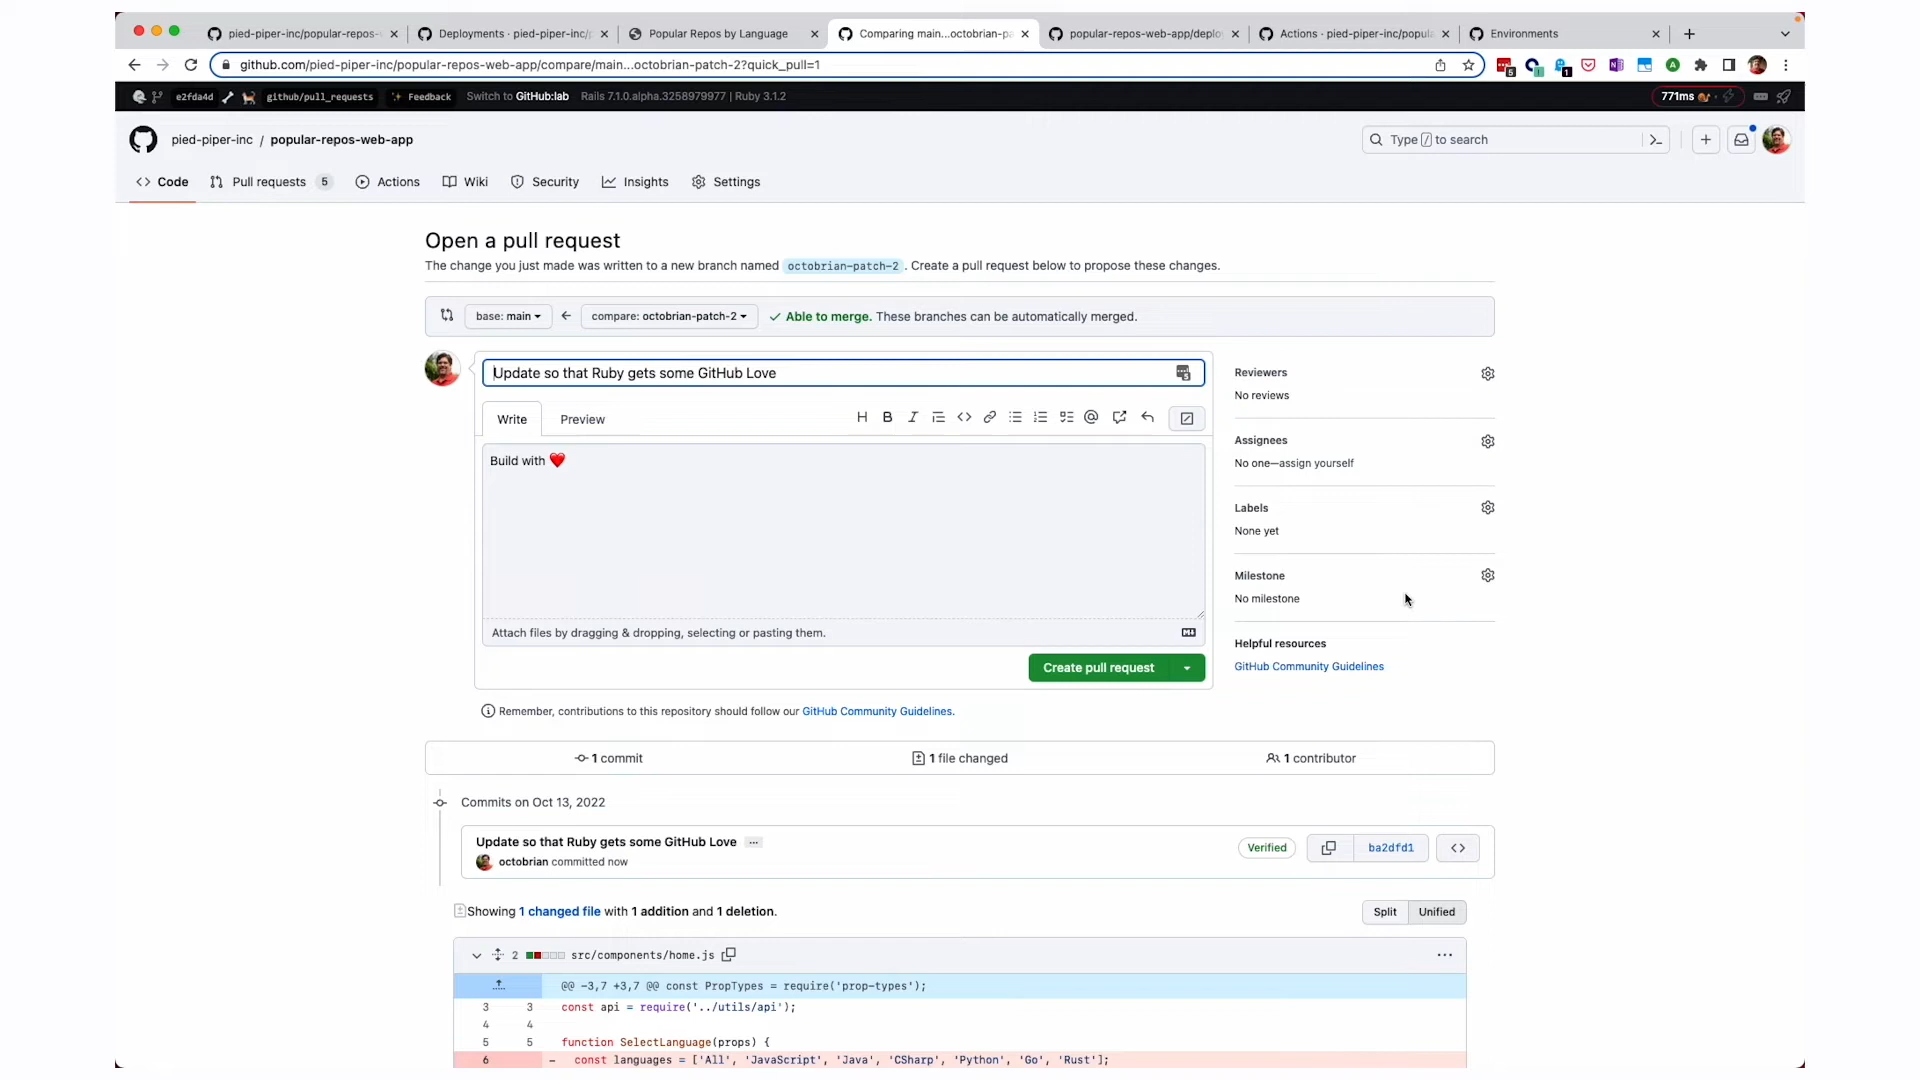 pied-piper-inc/popular-repos-
Deployments · pied-piper-inc/p
Popular Repos by Language
Comparing main...octobrian-pa
popular-repos-web-app/deplo
Actions · pied-piper-inc/popula
Environments
github.com/pied-piper-inc/popular-repos-web-app/compare/main...octobrian-patch-2?quick_pull=1
e2fda4d github/pull_requests Feedback Switch to GitHub:lab Rails 7.1.0.alpha.3258979977 | Ruby 3.1.2 771ms
pied-piper-inc / popular-repos-web-app
Type / to search
Code
Pull requests 5
Actions
Wiki
Security
Insights
Settings
Open a pull request
The change you just made was written to a new branch named octobrian-patch-2 . Create a pull request below to propose these changes.
base: main
compare: octobrian-patch-2
Able to merge. These branches can be automatically merged.
Update so that Ruby gets some GitHub Love
Write
Preview
Build with ❤️
Attach files by dragging & dropping, selecting or pasting them.
Create pull request
Remember, contributions to this repository should follow our GitHub Community Guidelines.
Reviewers
No reviews
Assignees
No one—assign yourself
Labels
None yet
Milestone
No milestone
Helpful resources
GitHub Community Guidelines
1 commit
1 file changed
1 contributor
Commits on Oct 13, 2022
Update so that Ruby gets some GitHub Love ...
octobrian committed now
Verified
ba2dfd1
Showing 1 changed file with 1 addition and 1 deletion.
Split Unified
2 src/components/home.js
@@ -3,7 +3,7 @@ const PropTypes = require('prop-types');
3 3 const api = require('../utils/api');
4 4
5 5 function SelectLanguage(props) {
6 - const languages = ['All', 'JavaScript', 'Java', 'CSharp', 'Python', 'Go', 'Rust'];